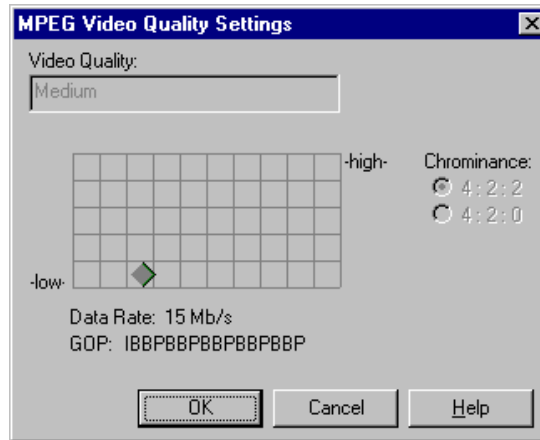 MPEG Video Quality Settings
Video Quality:
Medium
-high-
Chrominance:
4:2:2
4:2:0
-low-
Data Rate: 15 Mb/s
GOP: IBBPBBPBBPBBPBBP
OK
Cancel
Help